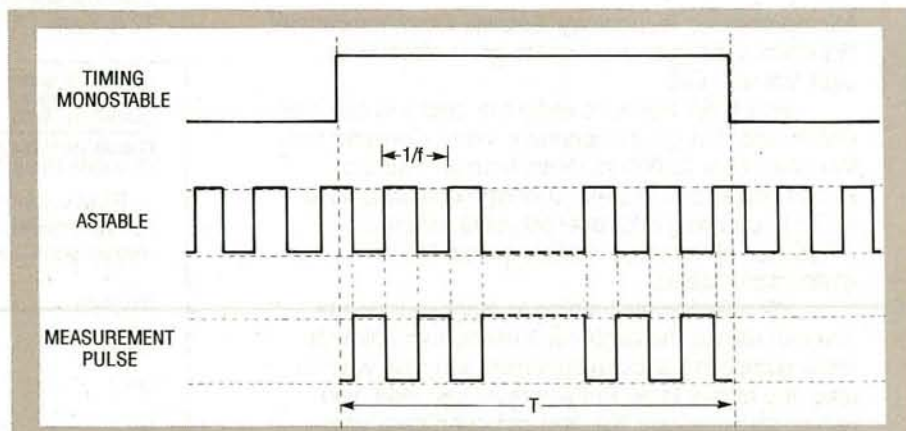 TIMING
MONOSTABLE
1/f
ASTABLE
MEASUREMENT
PULSE
T